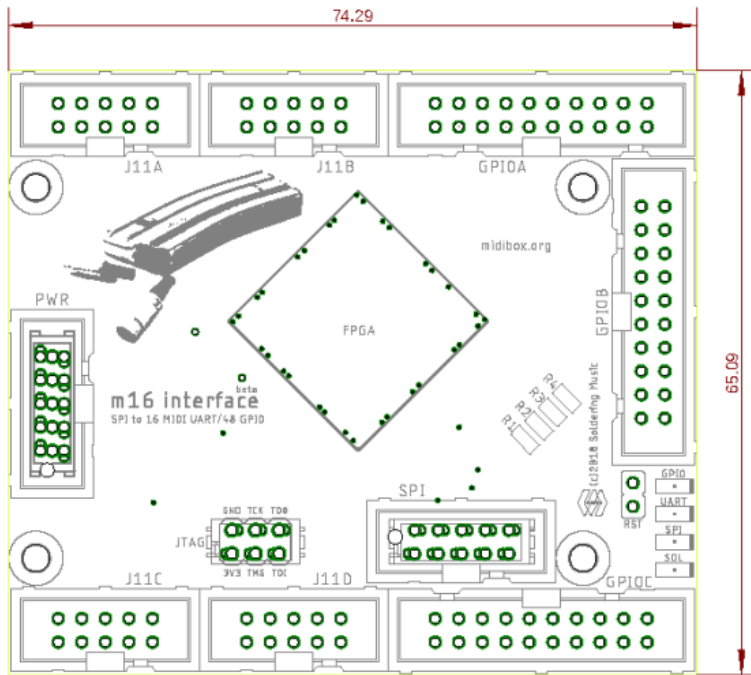 74.29
J11A
J11B
GPIOA
midibox.org
PWR
GPIOB
FPGA
65.09
beta
m16 interface
SPI to 16 MIDI UART/48 GPIO
R4
R3
R2
R1
(c)2018 Soldering Music
SPI
GPIO
UART
SPI
SOL
RST
GND TCK TDO
JTAG
3V3 TMS TDI
J11C
J11D
GPIOC